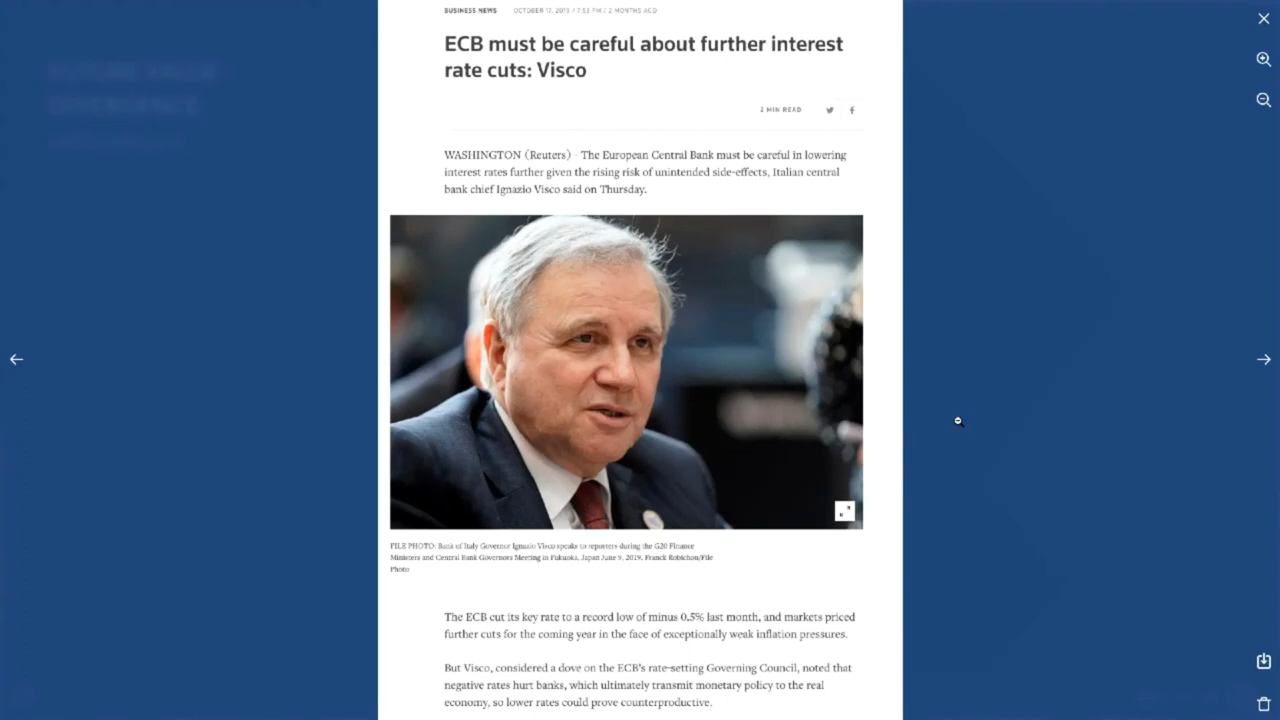 BUSINESS NEWS OCTOBER 17, 2019 / 7:53 PM / 2 MONTHS AGO
ECB must be careful about further interest
rate cuts: Visco
2 MIN READ
WASHINGTON (Reuters) - The European Central Bank must be careful in lowering
interest rates further given the rising risk of unintended side-effects, Italian central
bank chief Ignazio Visco said on Thursday.
FILE PHOTO: Bank of Italy Governor Ignazio Visco speaks to reporters during the G20 Finance
Ministers and Central Bank Governors Meeting in Fukuoka, Japan June 9, 2019. Franck Robichon/File
Photo
The ECB cut its key rate to a record low of minus 0.5% last month, and markets priced
further cuts for the coming year in the face of exceptionally weak inflation pressures.
But Visco, considered a dove on the ECB's rate-setting Governing Council, noted that
negative rates hurt banks, which ultimately transmit monetary policy to the real
economy, so lower rates could prove counterproductive.